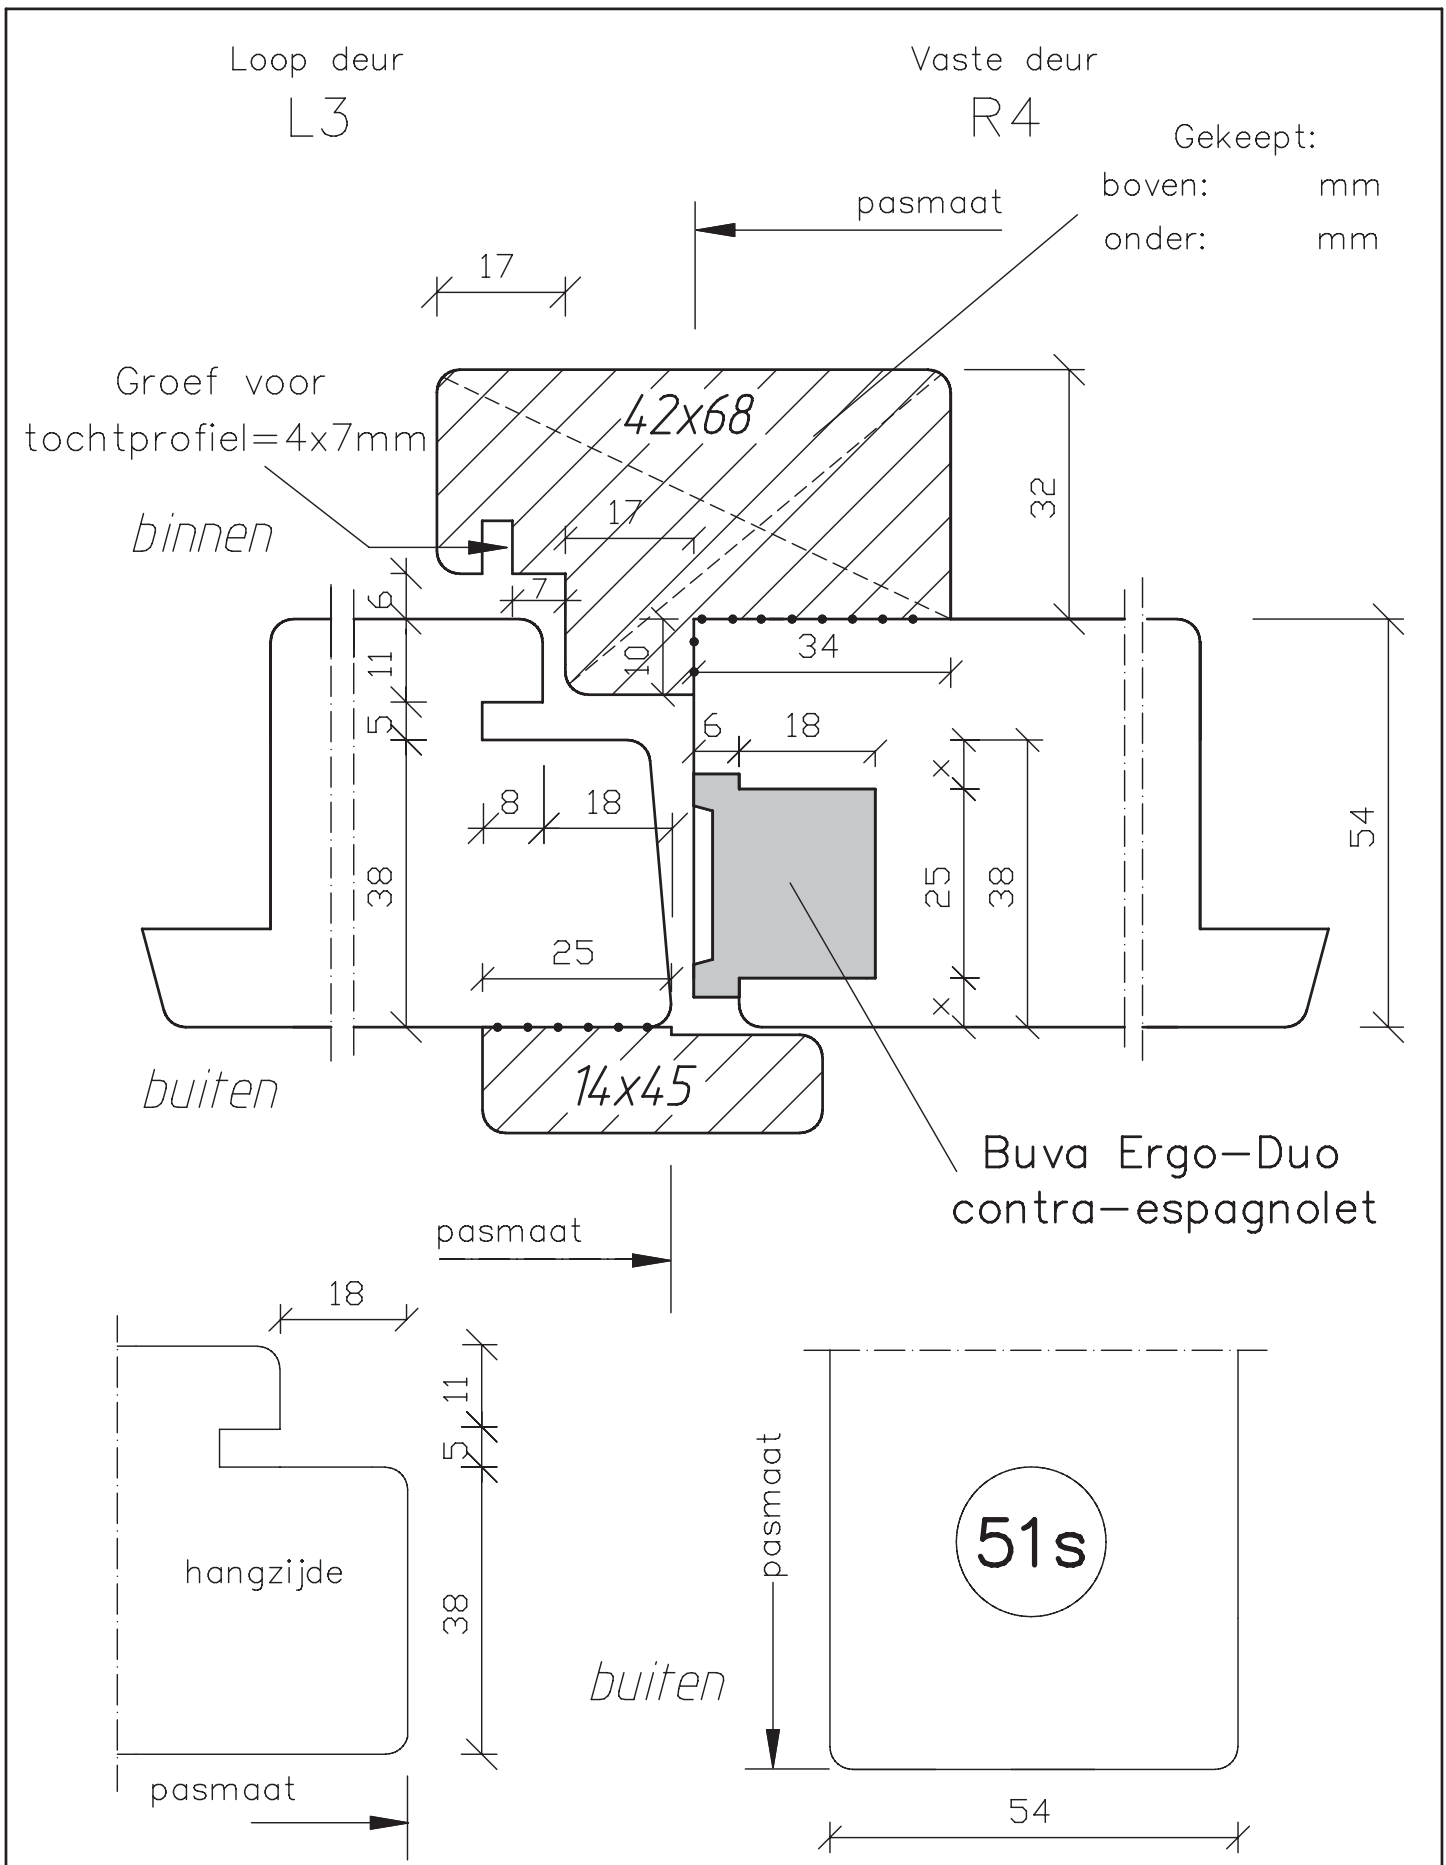 Loop deur
L3
Vaste deur
R4
Gekeept:
boven: mm
onder: mm
pasmaat
17
Groef voor
tochtprofiel=4x7mm
42x68
32
binnen
17
7
6
10
34
11
5
6
18
x
8
18
38
25
38
54
25
x
14x45
buiten
Buva Ergo-Duo
contra-espagnolet
pasmaat
18
11
5
38
hangzijde
pasmaat
pasmaat
51s
buiten
54